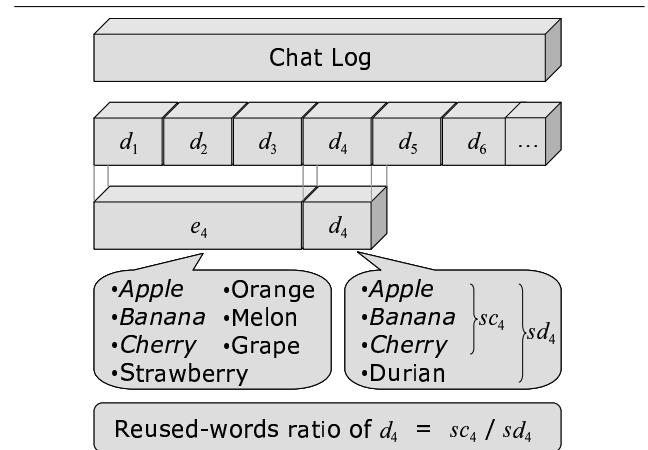 Chat Log
d1 d2 d3 d4 d5 d6 ...
e4 d4
•Apple •Orange
•Banana •Melon
•Cherry •Grape
•Strawberry
•Apple
•Banana
•Cherry
•Durian
sc4
sd4
Reused-words ratio of d4 = sc4 / sd4